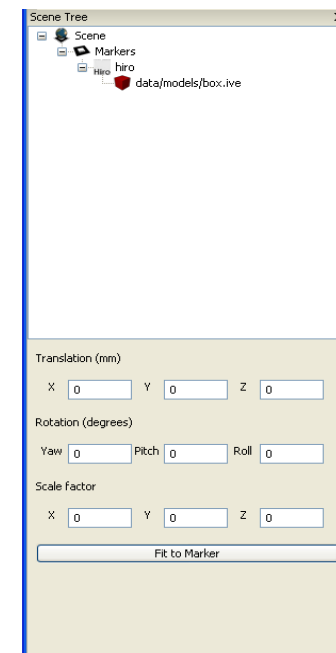 Scene Tree
Scene
Markers
Hiro hiro
data/models/box.ive
Translation (mm)
X 0 Y 0 Z 0
Rotation (degrees)
Yaw 0 Pitch 0 Roll 0
Scale factor
X 0 Y 0 Z 0
Fit to Marker